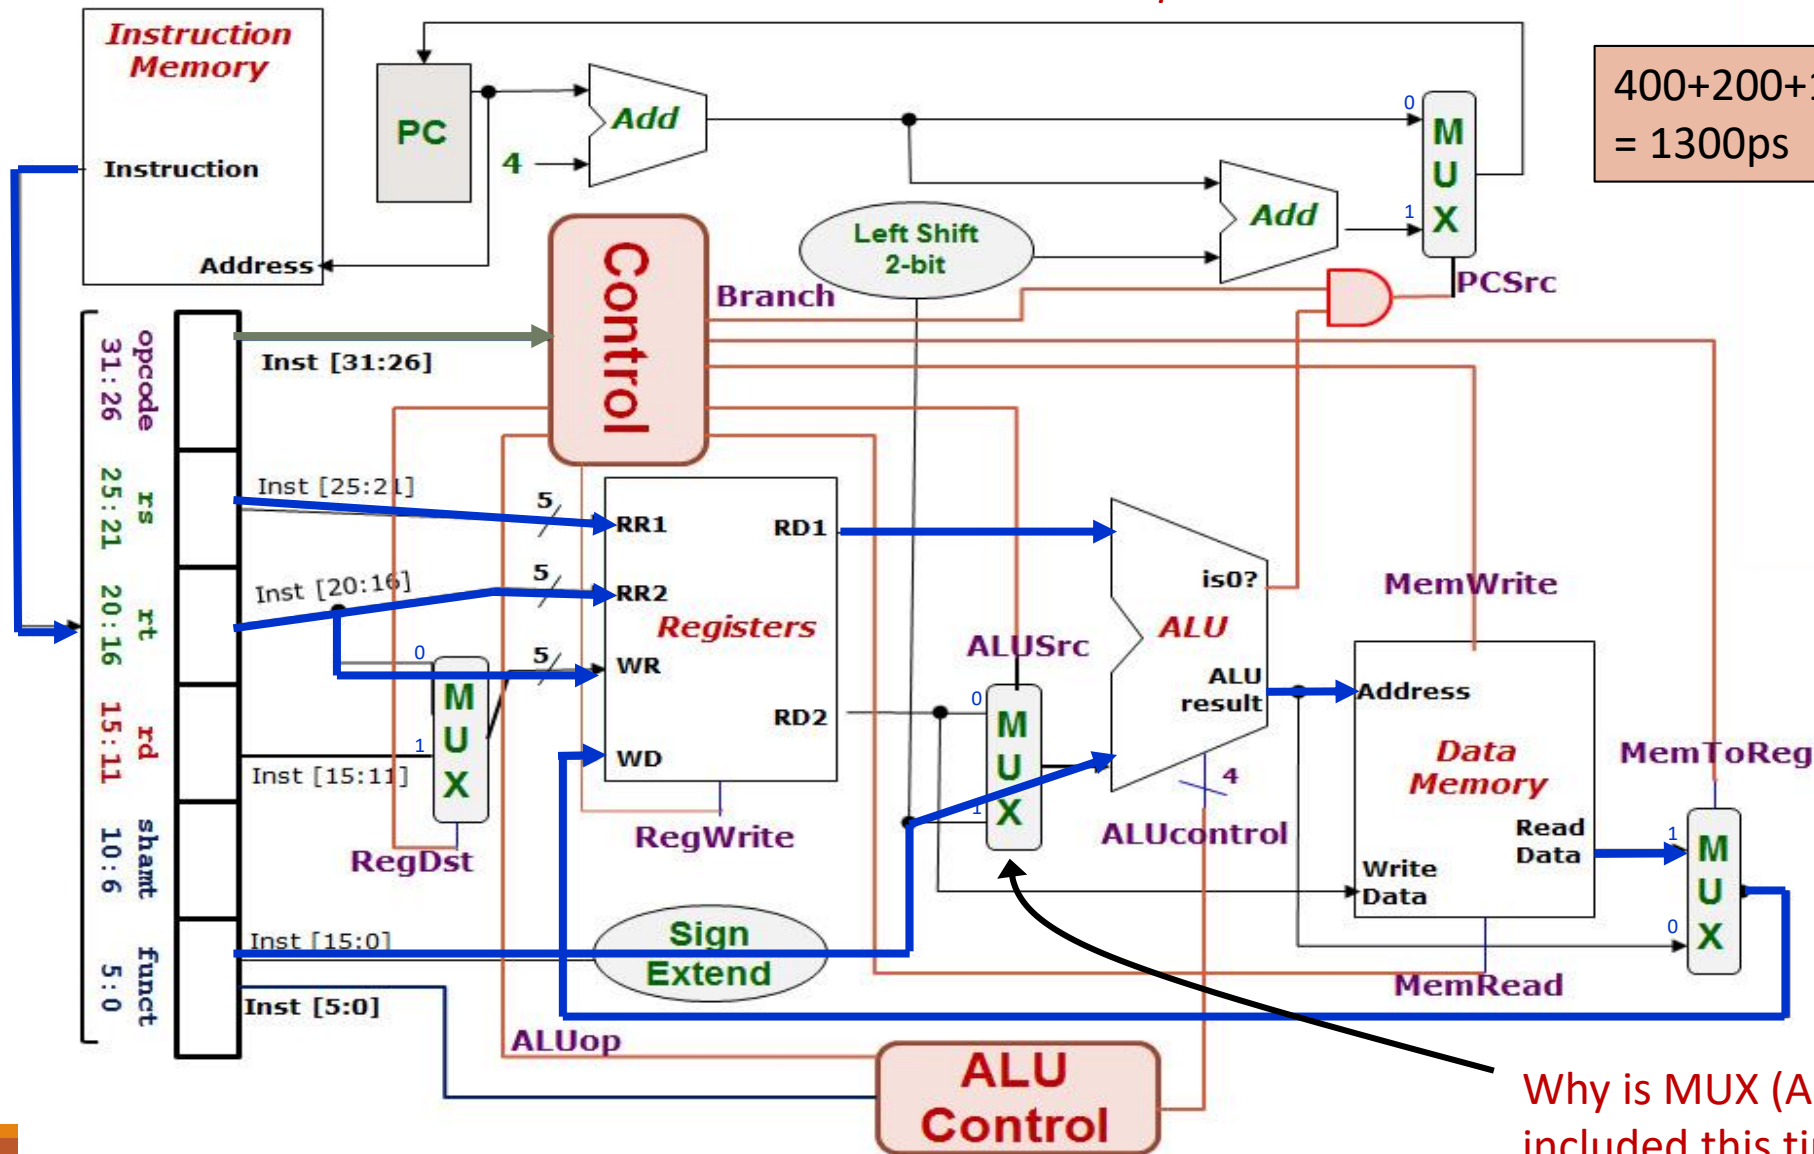 Instruction
Memory
Instruction
Address
PC
4
Add
Add
0
M
U
X
1
400+200+
= 1300ps
Left Shift
2-bit
Control
Branch
PCSrc
opcode
31:26
Inst [31:26]
rs
25:21
Inst [25:21]
5
RR1
RD1
rt
20:16
Inst [20:16]
5
RR2
Registers
0
M
U
X
1
5
WR
RD2
WD
rd
15:11
Inst [15:11]
RegDst
RegWrite
is0?
ALU
ALU
result
ALUSrc
0
M
U
1
X
4
ALUcontrol
MemWrite
Address
Data
Memory
Read
Data
Write
Data
MemToReg
1
M
U
0
X
MemRead
shamt
10:6
funct
5:0
Inst [15:0]
Sign
Extend
Inst [5:0]
ALUop
ALU
Control
Why is MUX (A
included this